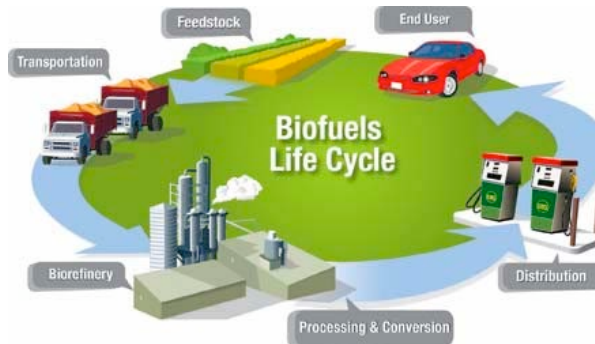 Feedstock
End User
Transportation
Biofuels
Life Cycle
Biorefinery
Distribution
Processing & Conversion